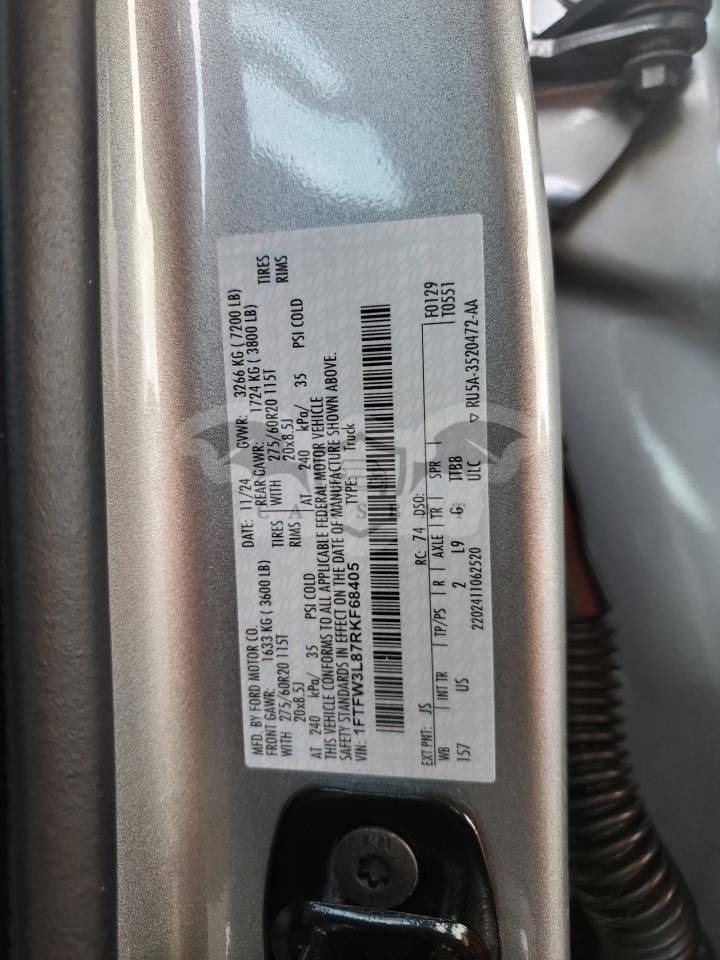 MFD. BY FORD MOTOR CO. DATE: 11/24 GVWR: 3266 KG ( 7200 LB)
FRONT GAWR: 1633 KG ( 3600 LB) REAR GAWR: 1724 KG ( 3800 LB)
WITH 275/60R20 115T TIRES WITH 275/60R20 115T TIRES
20x8.5J RIMS 20x8.5J RIMS
AT 240 kPa/ 35 PSI COLD AT 240 kPa/ 35 PSI COLD
THIS VEHICLE CONFORMS TO ALL APPLICABLE FEDERAL MOTOR VEHICLE
SAFETY STANDARDS IN EFFECT ON THE DATE OF MANUFACTURE SHOWN ABOVE.
VIN: 1FTFW3L87RKF68405 TYPE: Truck
EXT PNT: JS RC: 74 DSO: F0129
WB INT TR TP/PS R AXLE TR SPR T0551
157 US 2 L9 G JTBB
2202411062520 ULC ▽ RU5A-3520472-AA